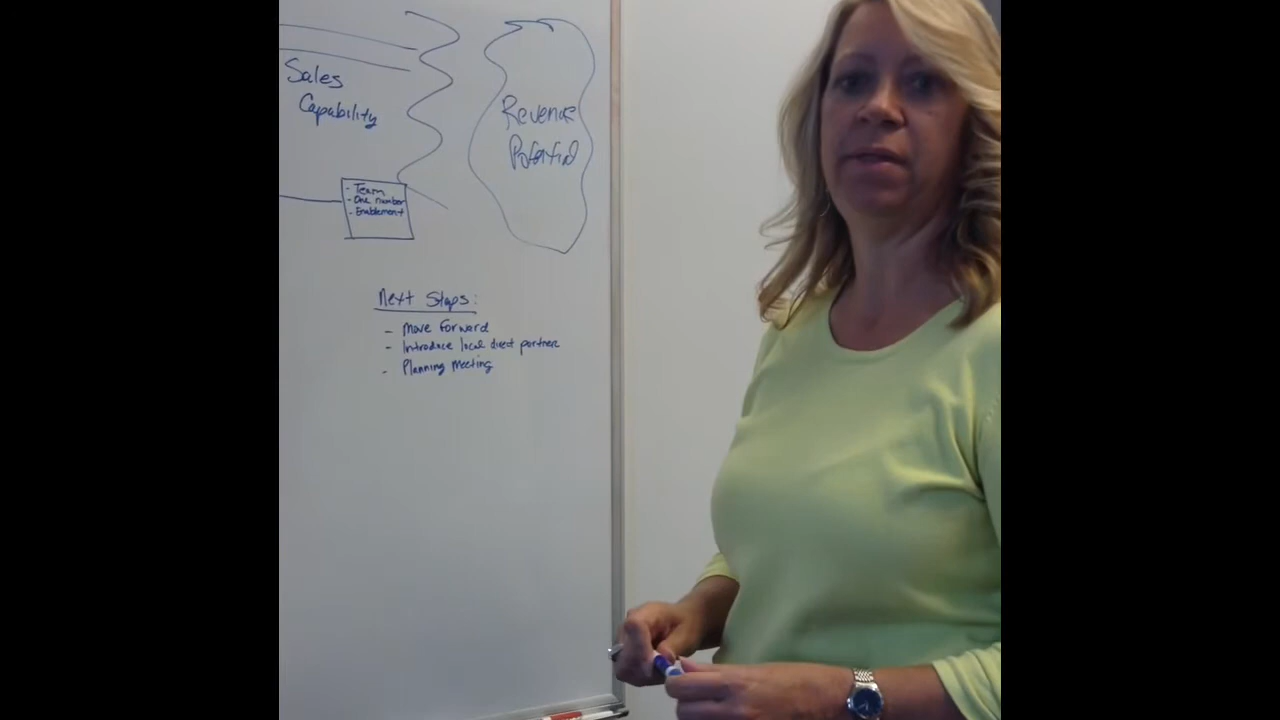 Sales
Capability
Revenue
Potential
- Team
- One number
- Enablement
Next Steps:
- Move Forward
- Introduce local direct partner
- Planning Meeting